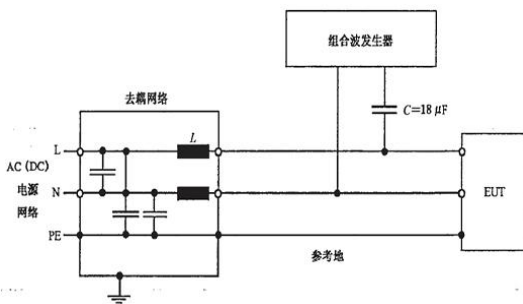 组合波发生器
去耦网络
C=18 μF
L
L
AC (DC)
电源
网络
N
EUT
PE
参考地